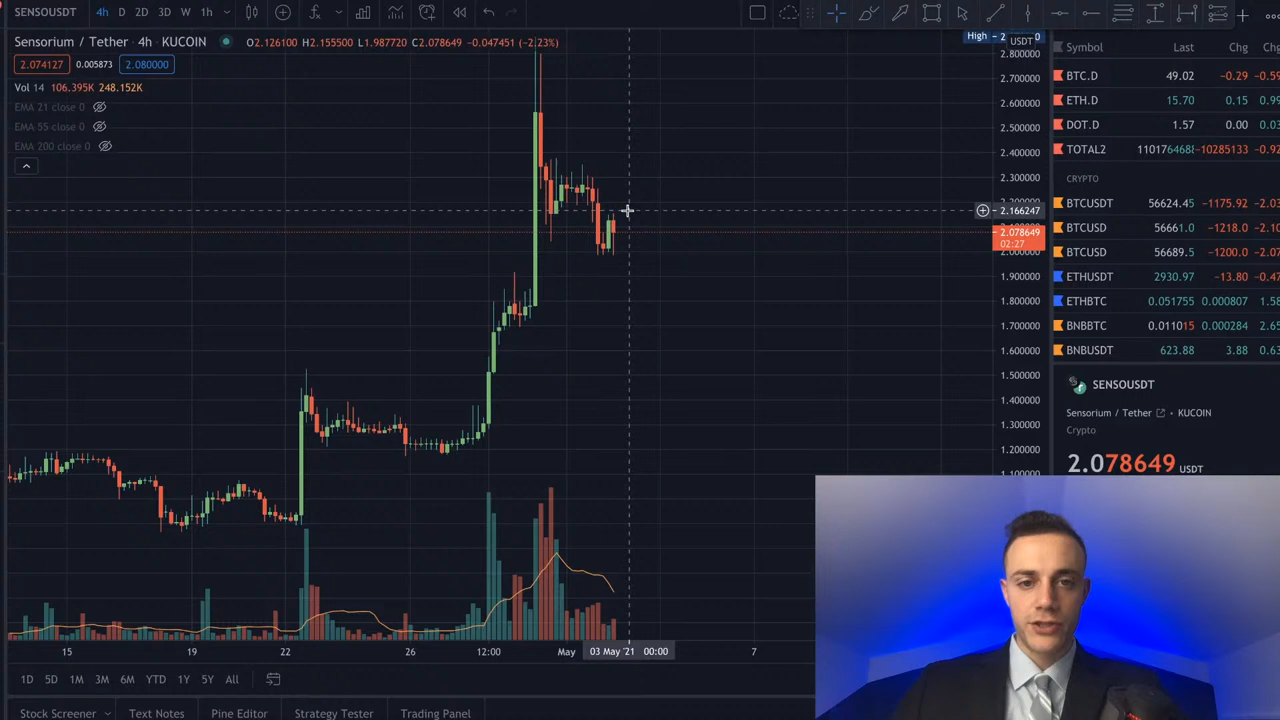 SENSOUSDT 4h D 2D 3D W 1h
Sensorium / Tether · 4h · KUCOIN O2.126100 H2.155500 L1.987720 C2.078649 −0.047451 (−2.23%)
2.074127 0.005873 2.080000
Vol 14 106.395K 248.152K
EMA 21 close 0
EMA 55 close 0
EMA 200 close 0
High
USDT
2.800000
2.700000
2.600000
2.500000
2.400000
2.300000
2.166247
2.078649
02:27
2.000000
1.900000
1.800000
1.700000
1.600000
1.500000
1.400000
1.300000
1.200000
1.100000
15 22 26 12:00 May 03 May '21 00:00 7
1D 5D 1M 3M 6M YTD 1Y 5Y All
Stock Screener Text Notes Pine Editor Strategy Tester Trading Panel
Symbol Last Chg
BTC.D 49.02 −0.29
ETH.D 15.70 0.15
DOT.D 1.57 0.00
TOTAL2 −10285133
CRYPTO
BTCUSDT 56624.45 −1175.92
BTCUSD 56661.0 −1218.0
BTCUSD 56689.5 −1200.0
ETHUSDT 2930.97 −13.80
ETHBTC 0.051755 0.000807
BNBBTC 0.011015 0.000284
BNBUSDT 623.88 3.88
SENSOUSDT
Sensorium / Tether • KUCOIN
Crypto
2.078649 USDT